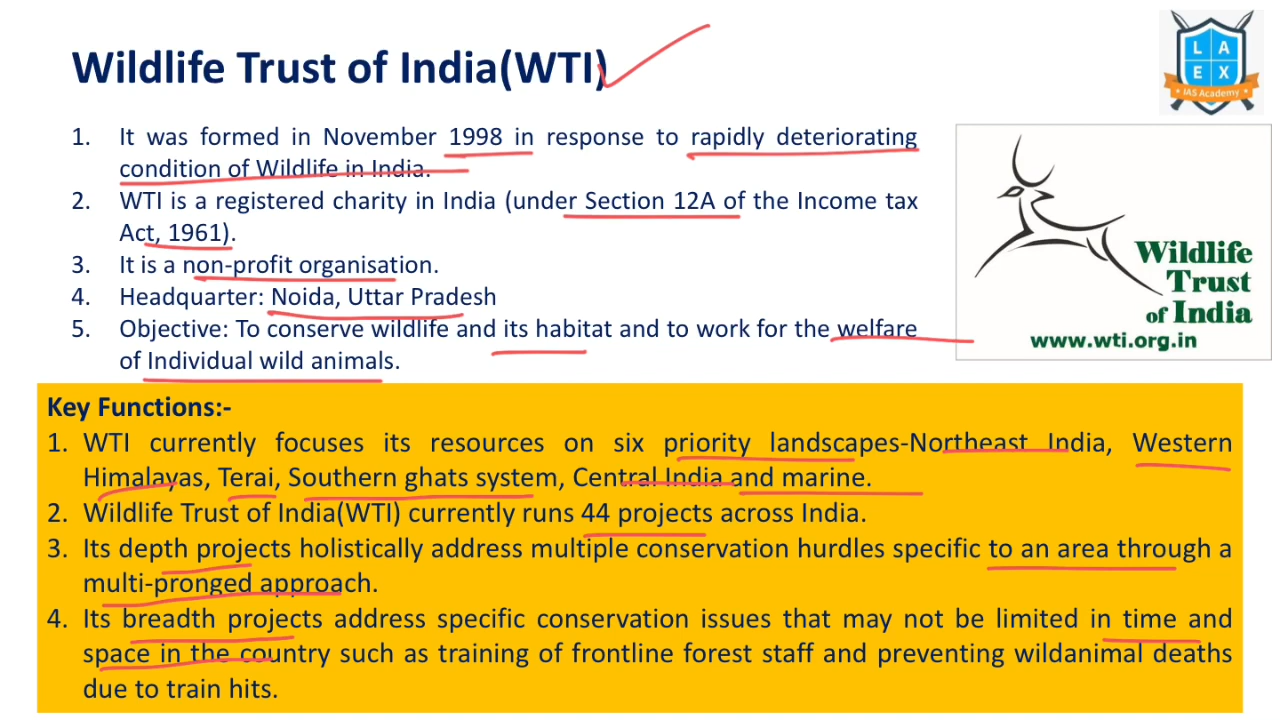 Wildlife Trust of India(WTI)
L A
E X
IAS Academy
1. It was formed in November 1998 in response to rapidly deteriorating
condition of Wildlife in India.
2. WTI is a registered charity in India (under Section 12A of the Income tax
Act, 1961).
3. It is a non-profit organisation.
4. Headquarter: Noida, Uttar Pradesh
5. Objective: To conserve wildlife and its habitat and to work for the welfare
of Individual wild animals.
Wildlife
Trust
of India
www.wti.org.in
Key Functions:-
1. WTI currently focuses its resources on six priority landscapes-Northeast India, Western
Himalayas, Terai, Southern ghats system, Central India and marine.
2. Wildlife Trust of India(WTI) currently runs 44 projects across India.
3. Its depth projects holistically address multiple conservation hurdles specific to an area through a
multi-pronged approach.
4. Its breadth projects address specific conservation issues that may not be limited in time and
space in the country such as training of frontline forest staff and preventing wildanimal deaths
due to train hits.